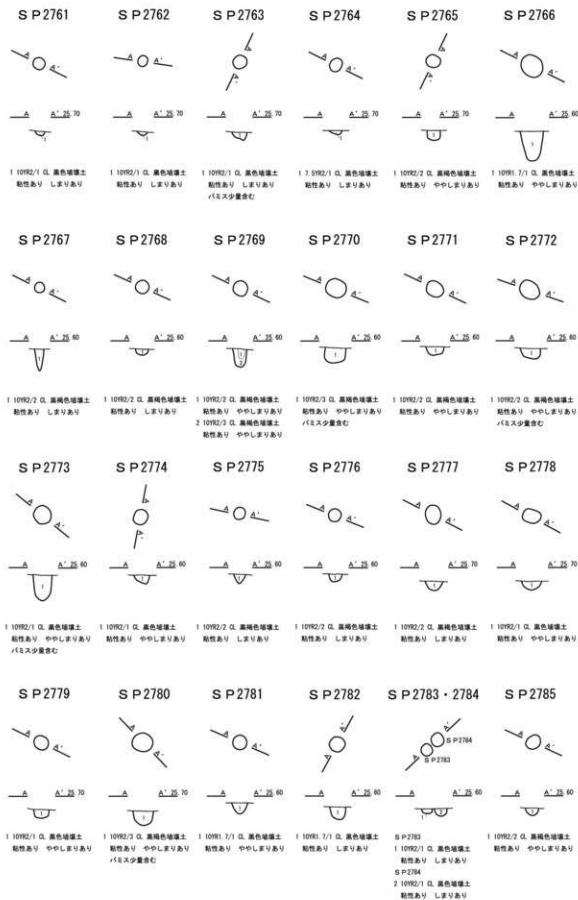 SP2761
SP2762
SP2763
SP2764
SP2765
SP2766
A A'
A A'
A A'
A A'
A A'
A A'
A A' 25.70
A A' 25.70
A A' 25.70
A A' 25.70
A A' 25.70
A A' 25.60
1
1
1
1
1
1
1 10YR2/1 CL 黒色埴壌土
粘性あり しまりあり
1 10YR2/1 CL 黒色埴壌土
粘性あり しまりあり
1 10YR2/1 CL 黒色埴壌土
粘性あり しまりあり
パミス少量含む
1 7.5YR2/1 CL 黒色埴壌土
粘性あり しまりあり
1 10YR2/2 CL 黒褐色埴壌土
粘性あり ややしまりあり
1 10YR1.7/1 CL 黒色埴壌土
粘性あり ややしまりあり
SP2767
SP2768
SP2769
SP2770
SP2771
SP2772
A A'
A A'
A A'
A A'
A A'
A A'
A A' 25.60
A A' 25.60
A A' 25.60
A A' 25.60
A A' 25.60
A A' 25.60
1
1
1
2
1
1
1
1 10YR2/2 CL 黒褐色埴壌土
粘性あり しまりあり
1 10YR2/2 CL 黒褐色埴壌土
粘性あり しまりあり
1 10YR2/2 CL 黒褐色埴壌土
粘性あり ややしまりあり
2 10YR2/3 CL 黒褐色埴壌土
粘性あり ややしまりあり
1 10YR2/3 CL 黒褐色埴壌土
粘性あり ややしまりあり
パミス少量含む
1 10YR2/2 CL 黒褐色埴壌土
粘性あり しまりあり
1 10YR2/2 CL 黒褐色埴壌土
粘性あり ややしまりあり
パミス少量含む
SP2773
SP2774
SP2775
SP2776
SP2777
SP2778
A A'
A A'
A A'
A A'
A A'
A A'
A A' 25.60
A A' 25.60
A A' 25.60
A A' 25.60
A A' 25.60
A A' 25.60
1
1
1
1
1
1
1 10YR2/1 CL 黒色埴壌土
粘性あり ややしまりあり
パミス少量含む
1 10YR2/1 CL 黒色埴壌土
粘性あり ややしまりあり
1 10YR2/2 CL 黒褐色埴壌土
粘性あり しまりあり
1 10YR2/2 CL 黒褐色埴壌土
粘性あり しまりあり
1 10YR2/2 CL 黒褐色埴壌土
粘性あり しまりあり
1 10YR2/1 CL 黒色埴壌土
粘性あり ややしまりあり
SP2779
SP2780
SP2781
SP2782
SP2783・2784
SP2785
A A'
A A'
A A'
A A'
A A'
SP2784
SP2783
A A'
A A' 25.70
A A' 25.70
A A' 25.60
A A' 25.60
A A' 25.60
A A' 25.60
1
1
1
1
1 2
1
1 10YR2/1 CL 黒色埴壌土
粘性あり ややしまりあり
1 10YR2/3 CL 黒褐色埴壌土
粘性あり ややしまりあり
パミス少量含む
1 10YR1.7/1 CL 黒色埴壌土
粘性あり ややしまりあり
1 10YR1.7/1 CL 黒色埴壌土
粘性あり しまりあり
SP2783
1 10YR2/1 CL 黒色埴壌土
粘性あり しまりあり
SP2784
2 10YR2/1 CL 黒色埴壌土
粘性あり しまりあり
1 10YR2/2 CL 黒褐色埴壌土
粘性あり しまりあり